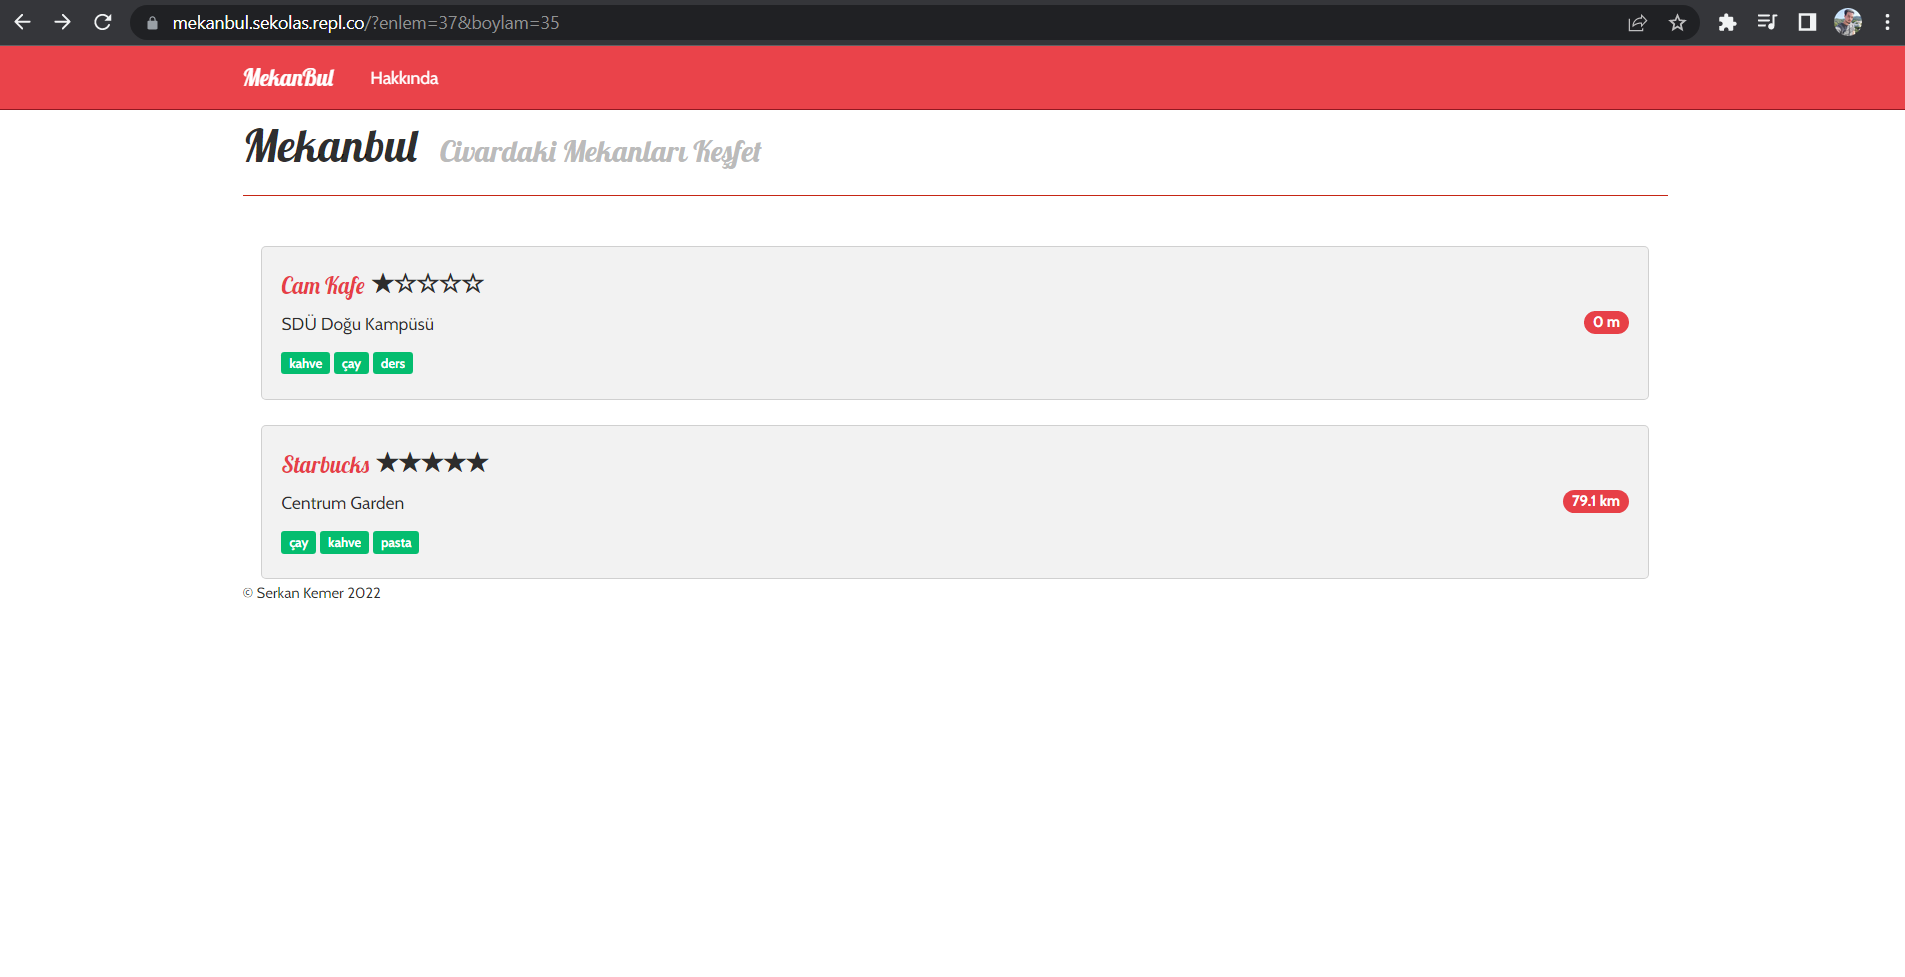 mekanbul.sekolas.repl.co/?enlem=37&boylam=35
MekanBul Hakkında
Mekanbul Civardaki Mekanları Keşfet
Cam Kafe ★☆☆☆☆
SDÜ Doğu Kampüsü
0 m
kahve çay ders
Starbucks ★★★★★
Centrum Garden
79.1 km
çay kahve pasta
© Serkan Kemer 2022